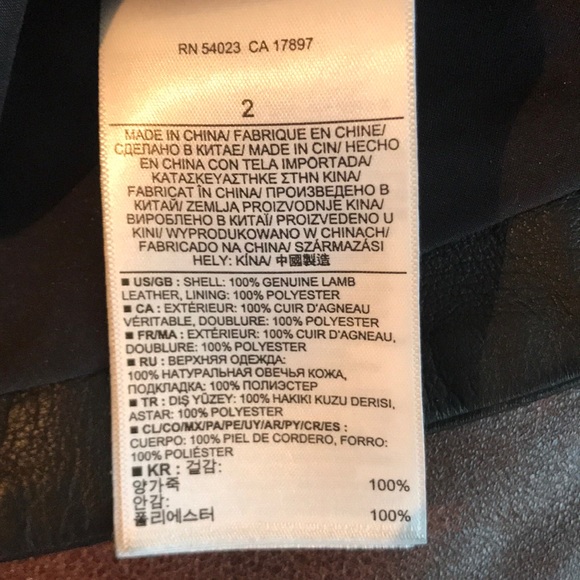 RN 54023 CA 17897
2
MADE IN CHINA/ FABRIQUE EN CHINE/
СДЕЛАНО В КИТАЕ/ MADE IN CIN/ HECHO
EN CHINA CON TELA IMPORTADA/
ΚΑΤΑΣΚΕΥΑΣΤΗΚΕ ΣΤΗΝ ΚΙΝΑ/
FABRICAT ÎN CHINA/ ПРОИЗВЕДЕНО В
КИТАЙ/ ZEMLJA PROIZVODNJE KINA/
ВИРОБЛЕНО В КИТАЇ/ PROIZVEDENO U
KINI/ WYPRODUKOWANO W CHINACH/
FABRICADO NA CHINA/ SZÁRMAZÁSI
HELY: KÍNA/ 中國製造
■ US/GB : SHELL: 100% GENUINE LAMB
LEATHER, LINING: 100% POLYESTER
■ CA : EXTÉRIEUR: 100% CUIR D'AGNEAU
VÉRITABLE, DOUBLURE: 100% POLYESTER
■ FR/MA : EXTÉRIEUR: 100% CUIR D'AGNEAU,
DOUBLURE: 100% POLYESTER
■ RU : ВЕРХНЯЯ ОДЕЖДА:
100% НАТУРАЛЬНАЯ ОВЕЧЬЯ КОЖА,
ПОДКЛАДКА: 100% ПОЛИЭСТЕР
■ TR : DIŞ YÜZEY: 100% HAKIKI KUZU DERISI,
ASTAR: 100% POLYESTER
■ CL/CO/MX/PA/PE/UY/AR/PY/CR/ES :
CUERPO: 100% PIEL DE CORDERO, FORRO:
100% POLIÉSTER
■ KR : 겉감:
양가죽 100%
안감:
폴리에스터 100%